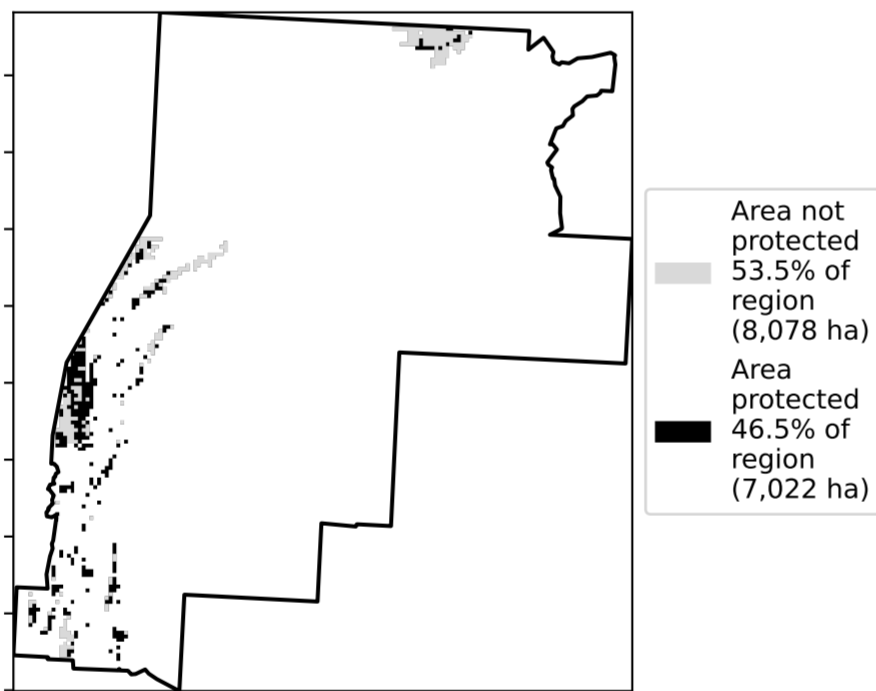 Area not
protected
53.5% of
region
(8,078 ha)
Area
protected
46.5% of
region
(7,022 ha)